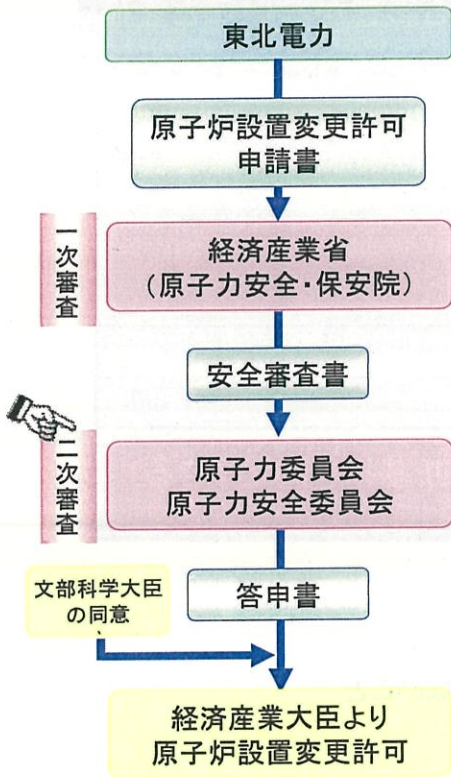 東北電力
原子炉設置変更許可
申請書
一次審査
経済産業省
(原子力安全・保安院)
安全審査書
二次審査
原子力委員会
原子力安全委員会
文部科学大臣
の同意
答申書
経済産業大臣より
原子炉設置変更許可